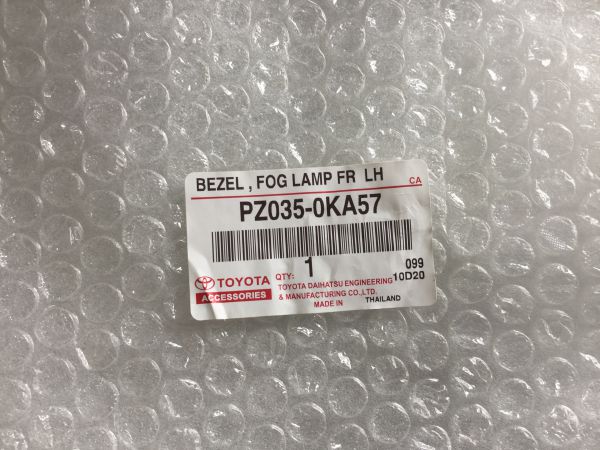 BEZEL , FOG LAMP FR LH
CA
PZ035-0KA57
TOYOTA
ACCESSORIES
QTY: 1
099
10D20
TOYOTA DAIHATSU ENGINEERING
& MANUFACTURING CO.,LTD.
MADE IN THAILAND